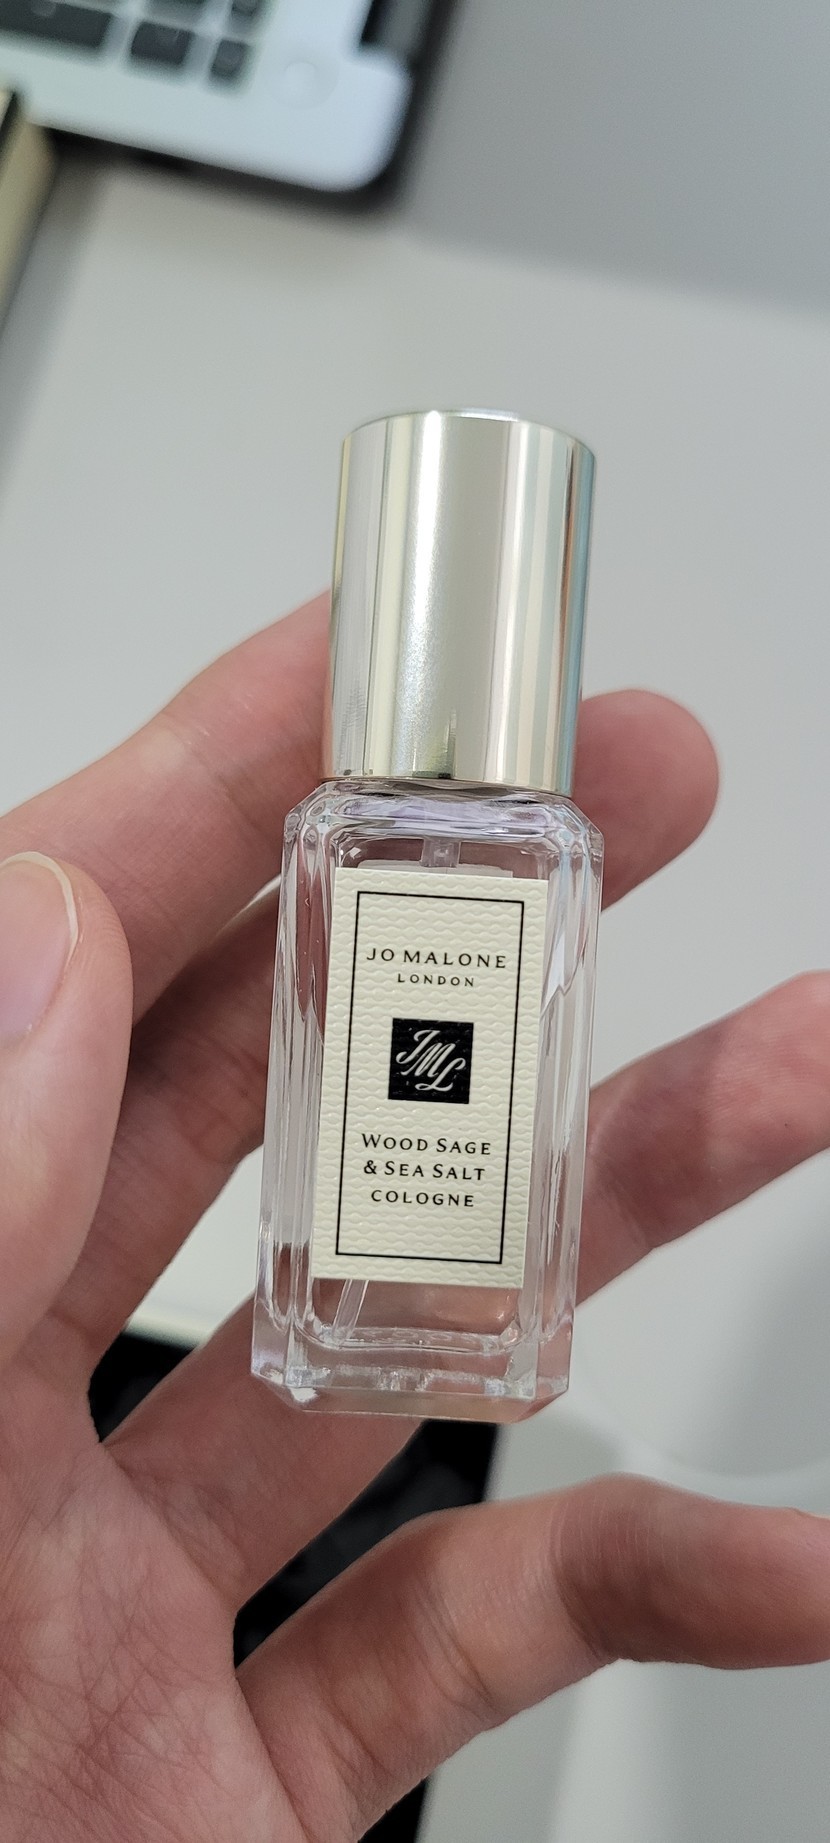 JO MALONE
LONDON
JML
WOOD SAGE
& SEA SALT
COLOGNE